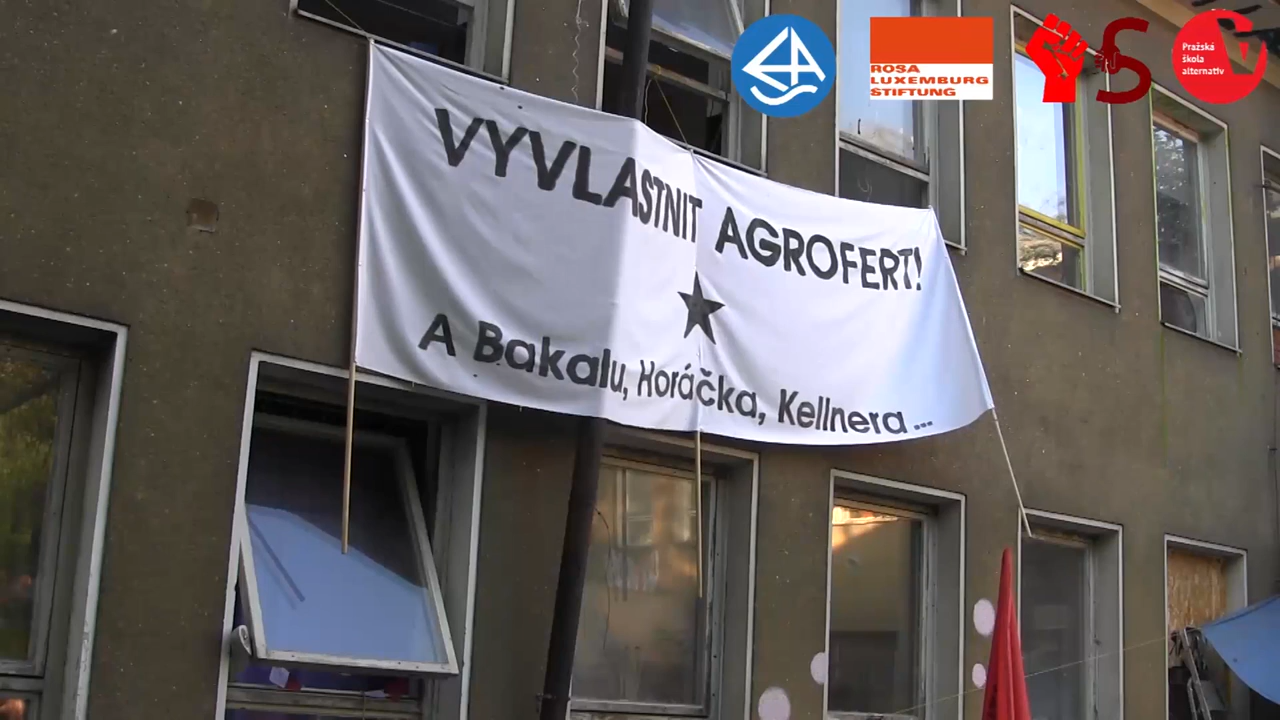 ROSA
LUXEMBURG
STIFTUNG
Pražská
škola
alternativ
VYVLASTNIT AGROFERT!
A Bakalu, Horáčka, Kellnera...